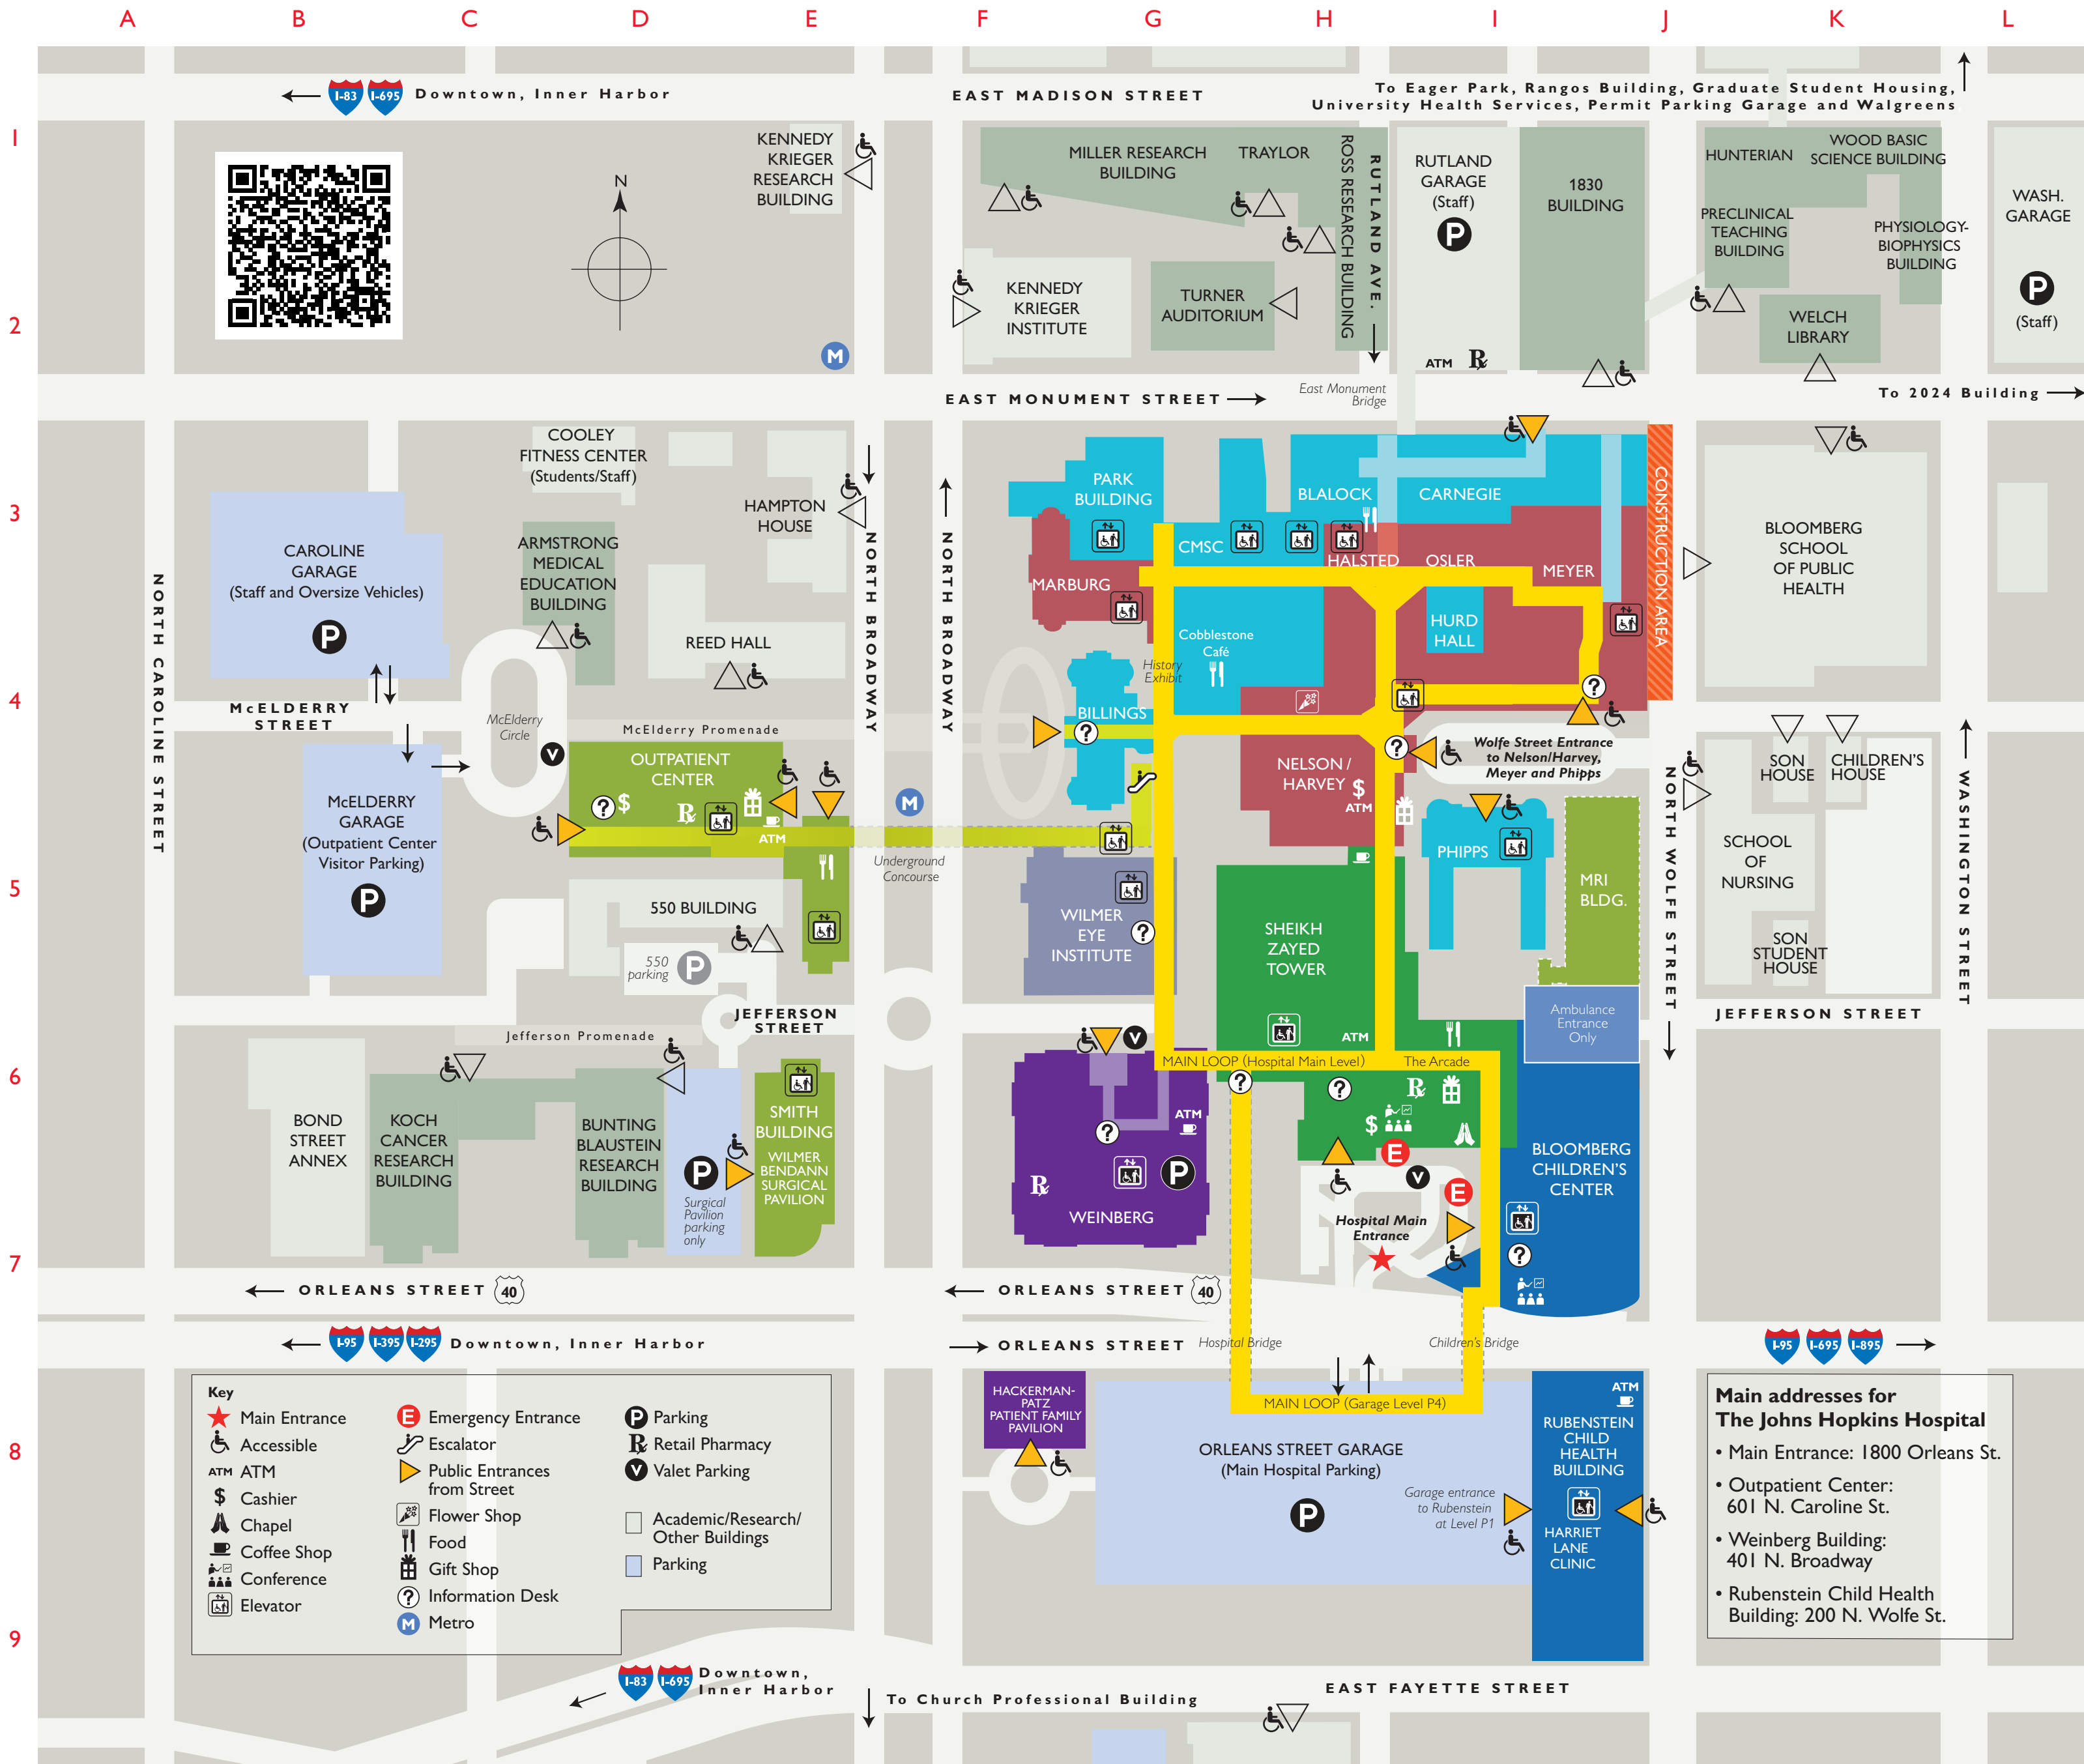 A B C D E F G H I J K L
1
2
3
4
5
6
7
8
9
I-83 I-695 Downtown, Inner Harbor
EAST MADISON STREET
To Eager Park, Rangos Building, Graduate Student Housing,
University Health Services, Permit Parking Garage and Walgreens
N
KENNEDY
KRIEGER
RESEARCH
BUILDING
M
MILLER RESEARCH
BUILDING
TRAYLOR
ROSS RESEARCH BUILDING
RUTLAND AVE.
RUTLAND
GARAGE
(Staff)
P
1830
BUILDING
HUNTERIAN
WOOD BASIC
SCIENCE BUILDING
PRECLINICAL
TEACHING
BUILDING
PHYSIOLOGY-
BIOPHYSICS
BUILDING
WASH.
GARAGE
P
(Staff)
KENNEDY
KRIEGER
INSTITUTE
TURNER
AUDITORIUM
WELCH
LIBRARY
ATM
Rx
EAST MONUMENT STREET
East Monument
Bridge
To 2024 Building
COOLEY
FITNESS CENTER
(Students/Staff)
HAMPTON
HOUSE
CAROLINE
GARAGE
(Staff and Oversize Vehicles)
P
ARMSTRONG
MEDICAL
EDUCATION
BUILDING
REED HALL
NORTH CAROLINE STREET
NORTH BROADWAY
NORTH BROADWAY
PARK
BUILDING
CMSC
BLALOCK
CARNEGIE
HALSTED
OSLER
MEYER
MARBURG
HURD
HALL
Cobblestone
Café
History
Exhibit
CONSTRUCTION AREA
BLOOMBERG
SCHOOL
OF PUBLIC
HEALTH
McELDERRY
STREET
McElderry
Circle
V
McElderry Promenade
OUTPATIENT
CENTER
? $
Rx
ATM
M
Underground
Concourse
McELDERRY
GARAGE
(Outpatient Center
Visitor Parking)
P
BILLINGS
?
?
?
Wolfe Street Entrance
to Nelson/Harvey,
Meyer and Phipps
NELSON /
HARVEY
$
ATM
PHIPPS
MRI
BLDG.
NORTH WOLFE STREET
SON
HOUSE
CHILDREN'S
HOUSE
SCHOOL
OF
NURSING
SON
STUDENT
HOUSE
WASHINGTON STREET
550 BUILDING
550
parking
P
WILMER
EYE
INSTITUTE
?
SHEIKH
ZAYED
TOWER
ATM
Ambulance
Entrance
Only
JEFFERSON
STREET
JEFFERSON STREET
Jefferson Promenade
V
MAIN LOOP (Hospital Main Level)
The Arcade
BOND
STREET
ANNEX
KOCH
CANCER
RESEARCH
BUILDING
BUNTING
BLAUSTEIN
RESEARCH
BUILDING
P
Surgical
Pavilion
parking
only
SMITH
BUILDING
WILMER
BENDANN
SURGICAL
PAVILION
ATM
?
P
Rx
WEINBERG
?
?
Rx
$
E
V
E
Hospital Main
Entrance
BLOOMBERG
CHILDREN'S
CENTER
?
ORLEANS STREET 40
ORLEANS STREET 40
I-95 I-395 I-295 Downtown, Inner Harbor
ORLEANS STREET
Hospital Bridge
Children's Bridge
I-95 I-695 I-895
Key
Main Entrance
Accessible
ATM ATM
$ Cashier
Chapel
Coffee Shop
Conference
Elevator
E Emergency Entrance
Escalator
Public Entrances
from Street
Flower Shop
Food
Gift Shop
? Information Desk
M Metro
P Parking
Rx Retail Pharmacy
V Valet Parking
Academic/Research/
Other Buildings
Parking
HACKERMAN-
PATZ
PATIENT FAMILY
PAVILION
MAIN LOOP (Garage Level P4)
ORLEANS STREET GARAGE
(Main Hospital Parking)
P
Garage entrance
to Rubenstein
at Level P1
ATM
RUBENSTEIN
CHILD
HEALTH
BUILDING
HARRIET
LANE
CLINIC
Main addresses for
The Johns Hopkins Hospital
• Main Entrance: 1800 Orleans St.
• Outpatient Center:
601 N. Caroline St.
• Weinberg Building:
401 N. Broadway
• Rubenstein Child Health
Building: 200 N. Wolfe St.
I-83 I-695 Downtown,
Inner Harbor
To Church Professional Building
EAST FAYETTE STREET